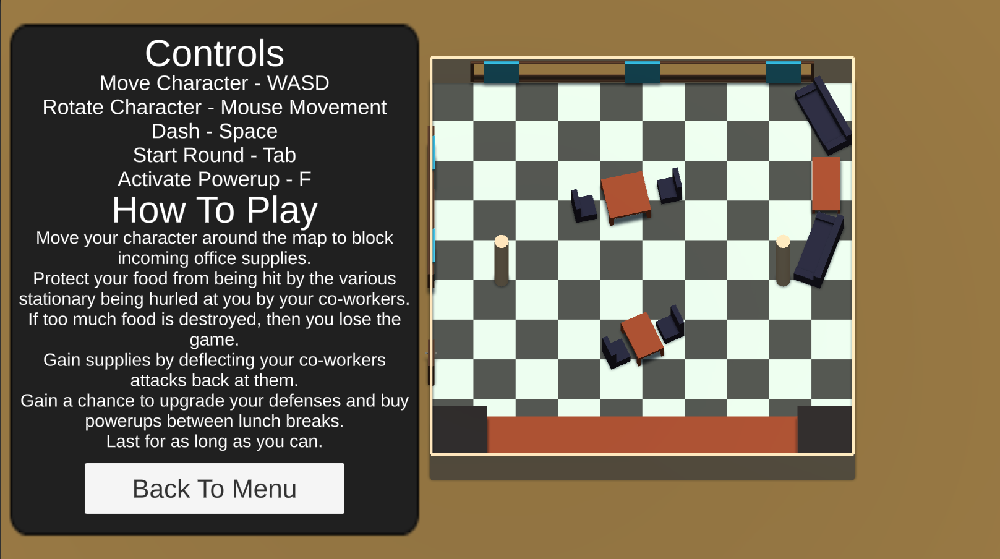 Controls
Move Character - WASD
Rotate Character - Mouse Movement
Dash - Space
Start Round - Tab
Activate Powerup - F
How To Play
Move your character around the map to block
incoming office supplies.
Protect your food from being hit by the various
stationary being hurled at you by your co-workers.
If too much food is destroyed, then you lose the
game.
Gain supplies by deflecting your co-workers
attacks back at them.
Gain a chance to upgrade your defenses and buy
powerups between lunch breaks.
Last for as long as you can.
Back To Menu